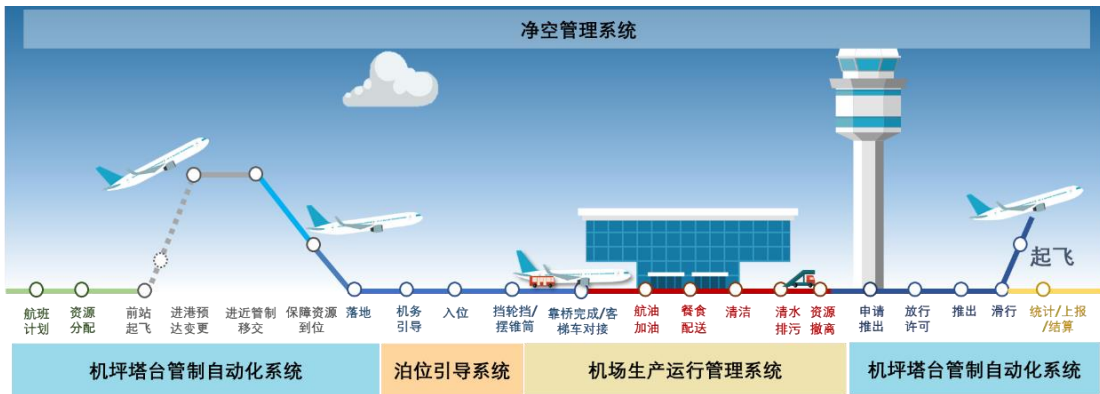 净空管理系统
起飞
航班
计划
资源
分配
前站
起飞
进港预
达变更
进近管制
移交
保障资源
到位
落地
机务
引导
入位
挡轮挡/
摆锥筒
靠桥完成/客
梯车对接
航油
加油
餐食
配送
清洁
清水
排污
资源
撤离
申请
推出
放行
许可
推出
滑行
统计/上报
/结算
机坪塔台管制自动化系统
泊位引导系统
机场生产运行管理系统
机坪塔台管制自动化系统